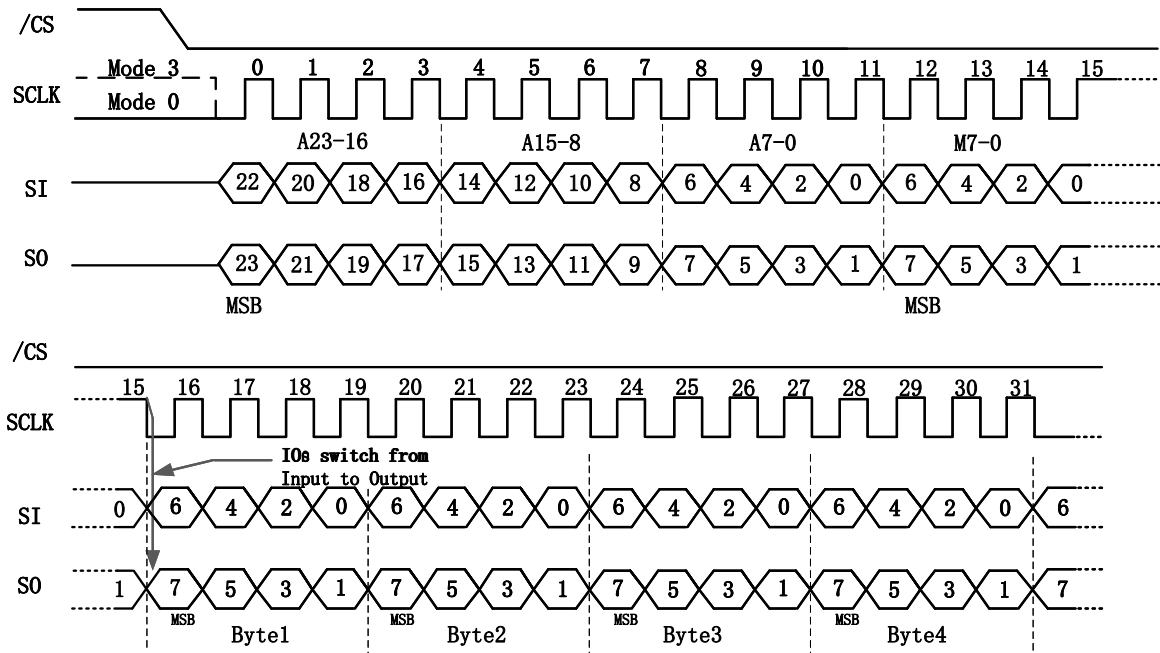 /CS
Mode 3
0 1 2 3 4 5 6 7 8 9 10 11 12 13 14 15
SCLK
Mode 0
A23-16 A15-8 A7-0 M7-0
SI 22 20 18 16 14 12 10 8 6 4 2 0 6 4 2 0
SO 23 21 19 17 15 13 11 9 7 5 3 1 7 5 3 1
MSB MSB
/CS
15 16 17 18 19 20 21 22 23 24 25 26 27 28 29 30 31
SCLK
IOs switch from
Input to Output
SI 0 6 4 2 0 6 4 2 0 6 4 2 0 6 4 2 0 6
SO 1 7 5 3 1 7 5 3 1 7 5 3 1 7 5 3 1 7
MSB MSB MSB MSB
Byte1 Byte2 Byte3 Byte4